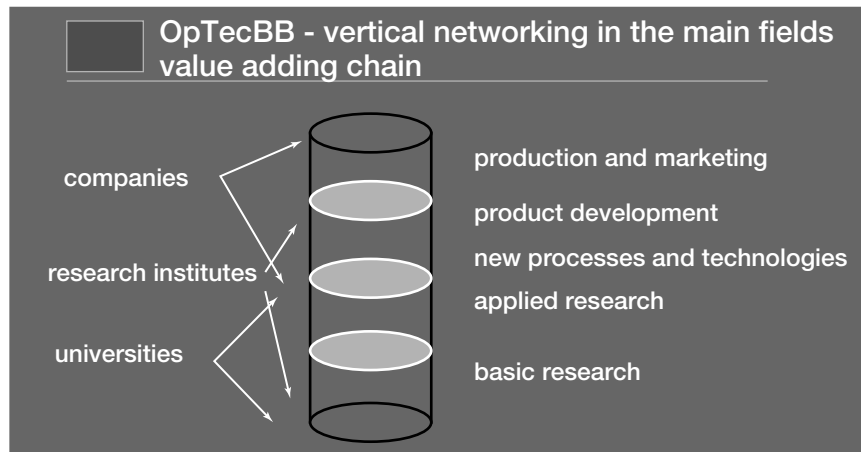 OpTecBB - vertical networking in the main fields
value adding chain
companies
research institutes
universities
production and marketing
product development
new processes and technologies
applied research
basic research